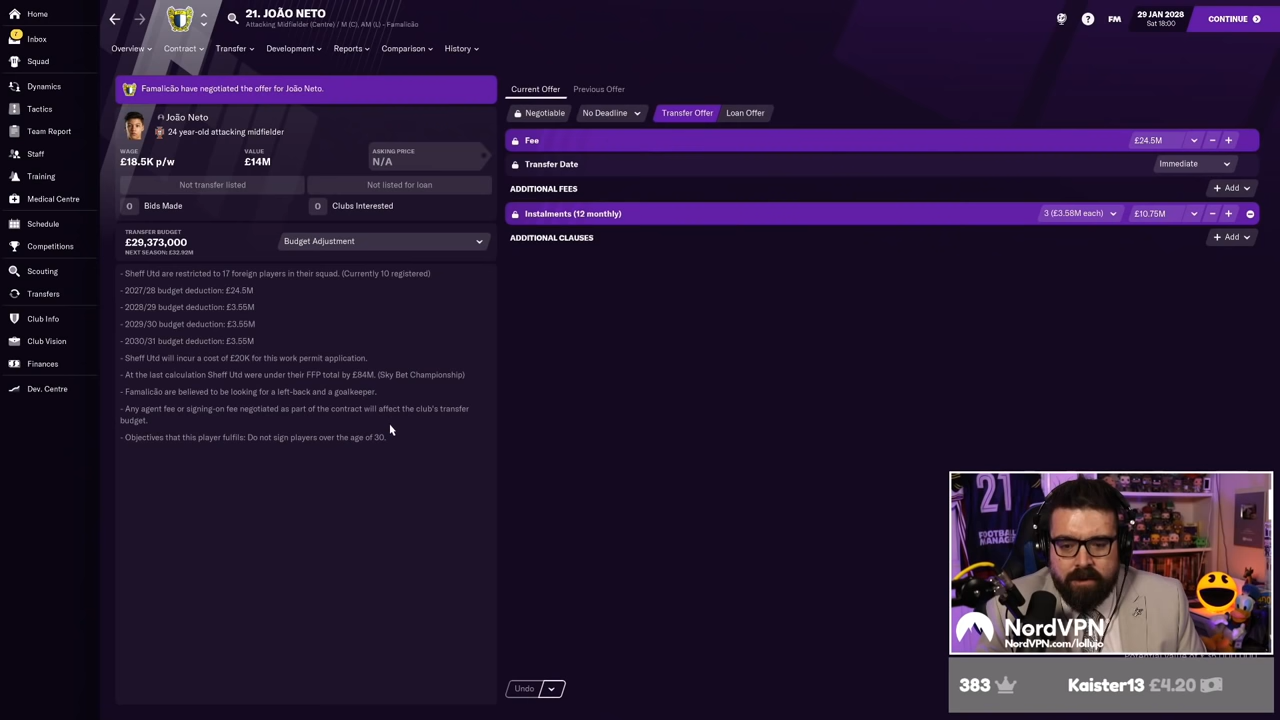 Home
Inbox
Squad
Dynamics
Tactics
Team Report
Staff
Training
Medical Centre
Schedule
Competitions
Scouting
Transfers
Club Info
Club Vision
Finances
Dev. Centre
21. JOÃO NETO
Attacking Midfielder (Centre) / M (C), AM (L) - Famalicão
FM
29 JAN 2028
Sat 18:00
CONTINUE
Overview
Contract
Transfer
Development
Reports
Comparison
History
Famalicão have negotiated the offer for João Neto.
João Neto
24 year-old attacking midfielder
WAGE
£18.5K p/w
VALUE
£14M
ASKING PRICE
N/A
Not transfer listed
Not listed for loan
0 Bids Made
0 Clubs Interested
TRANSFER BUDGET
£29,373,000
NEXT SEASON: £32.92M
Budget Adjustment
- Sheff Utd are restricted to 17 foreign players in their squad. (Currently 10 registered)
- 2027/28 budget deduction: £24.5M
- 2028/29 budget deduction: £3.55M
- 2029/30 budget deduction: £3.55M
- 2030/31 budget deduction: £3.55M
- Sheff Utd will incur a cost of £20K for this work permit application.
- At the last calculation Sheff Utd were under their FFP total by £84M. (Sky Bet Championship)
- Famalicão are believed to be looking for a left-back and a goalkeeper.
- Any agent fee or signing-on fee negotiated as part of the contract will affect the club's transfer
budget.
- Objectives that this player fulfils: Do not sign players over the age of 30.
Current Offer
Previous Offer
Negotiable
No Deadline
Transfer Offer
Loan Offer
Fee
£24.5M
Transfer Date
Immediate
ADDITIONAL FEES
Add
Instalments (12 monthly)
3 (£3.58M each)
£10.75M
ADDITIONAL CLAUSES
Add
Undo
21
FOOTBALL
MANAGER
NordVPN
NordVPN.com/lollujo
383
Kaister13 £4.20